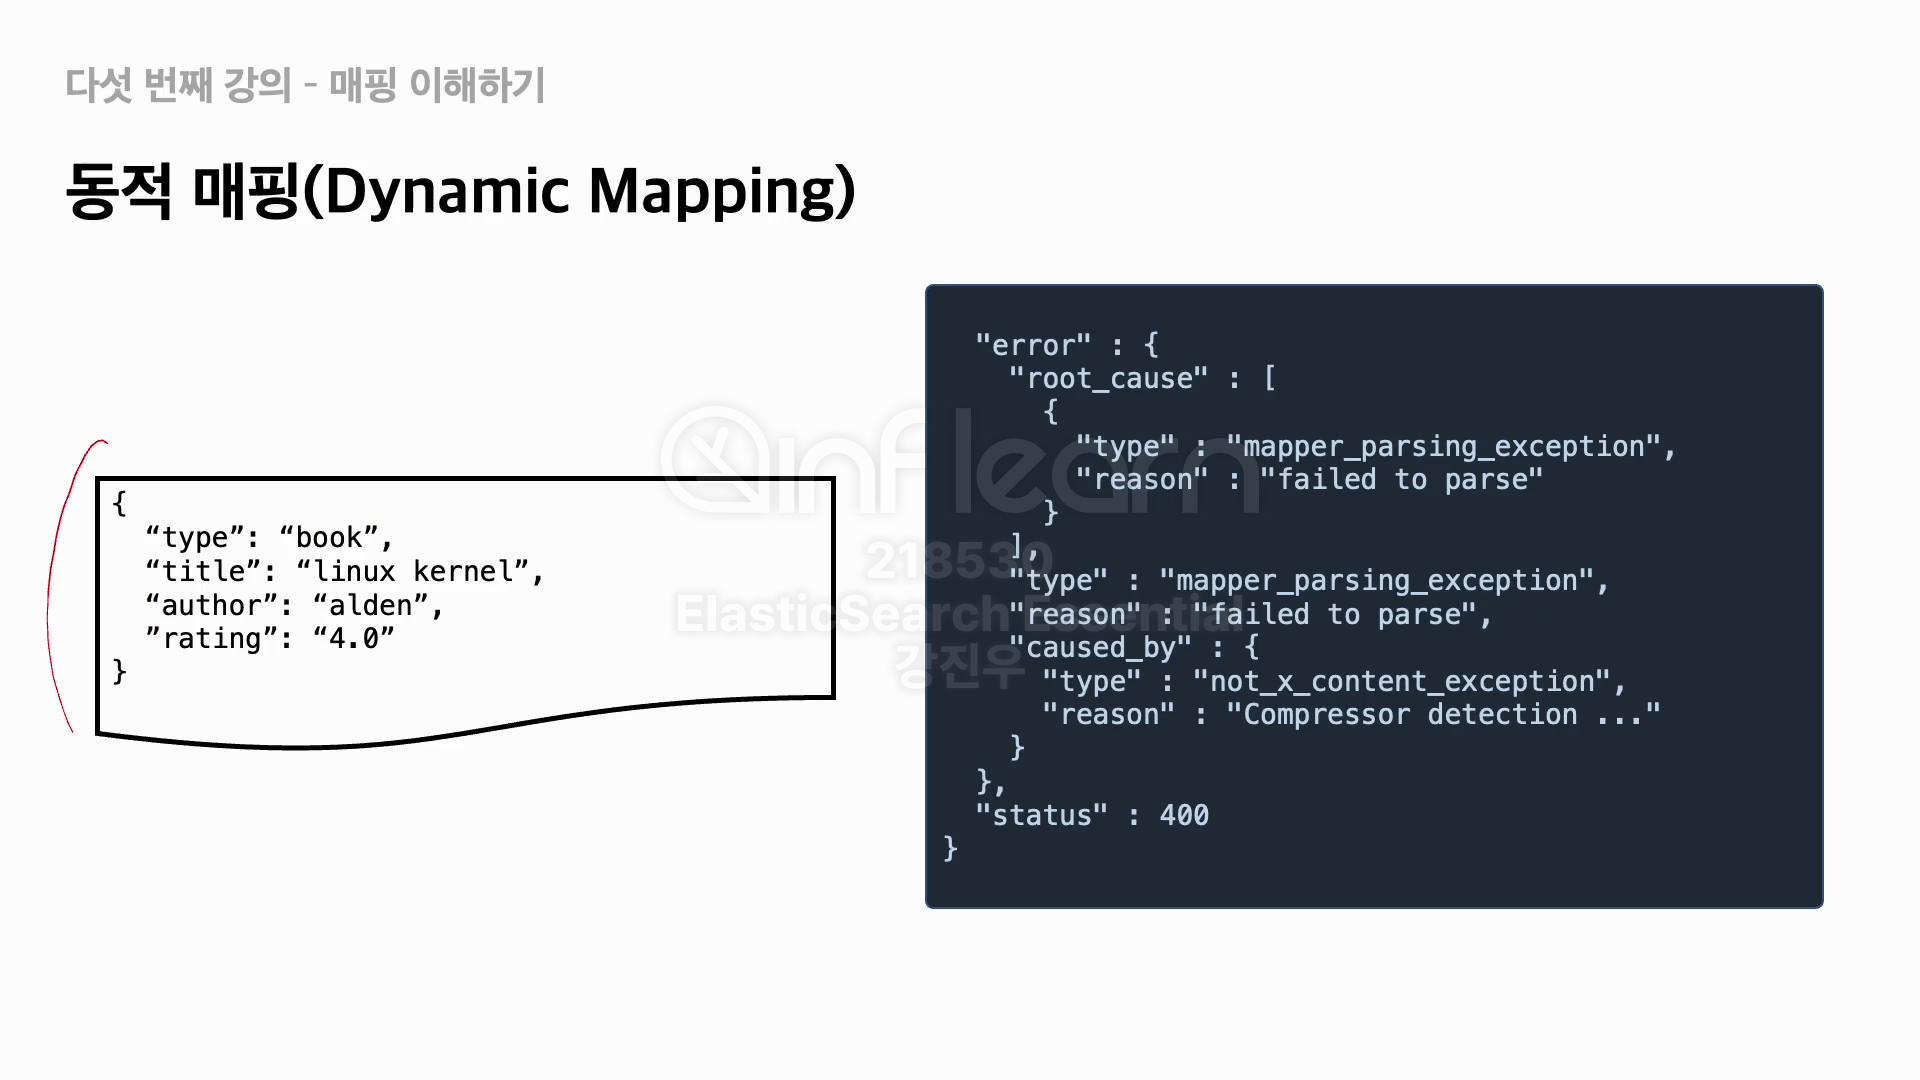 다섯 번째 강의 - 매핑 이해하기
동적 매핑(Dynamic Mapping)
{
“type”: “book”,
“title”: “linux kernel”,
“author”: “alden”,
”rating”: “4.0”
}
"error" : {
"root_cause" : [
{
"type" : "mapper_parsing_exception",
"reason" : "failed to parse"
}
],
"type" : "mapper_parsing_exception",
"reason" : "failed to parse",
"caused_by" : {
"type" : "not_x_content_exception",
"reason" : "Compressor detection ..."
}
},
"status" : 400
}
inflearn
218530
ElasticSearch Essential
강진우